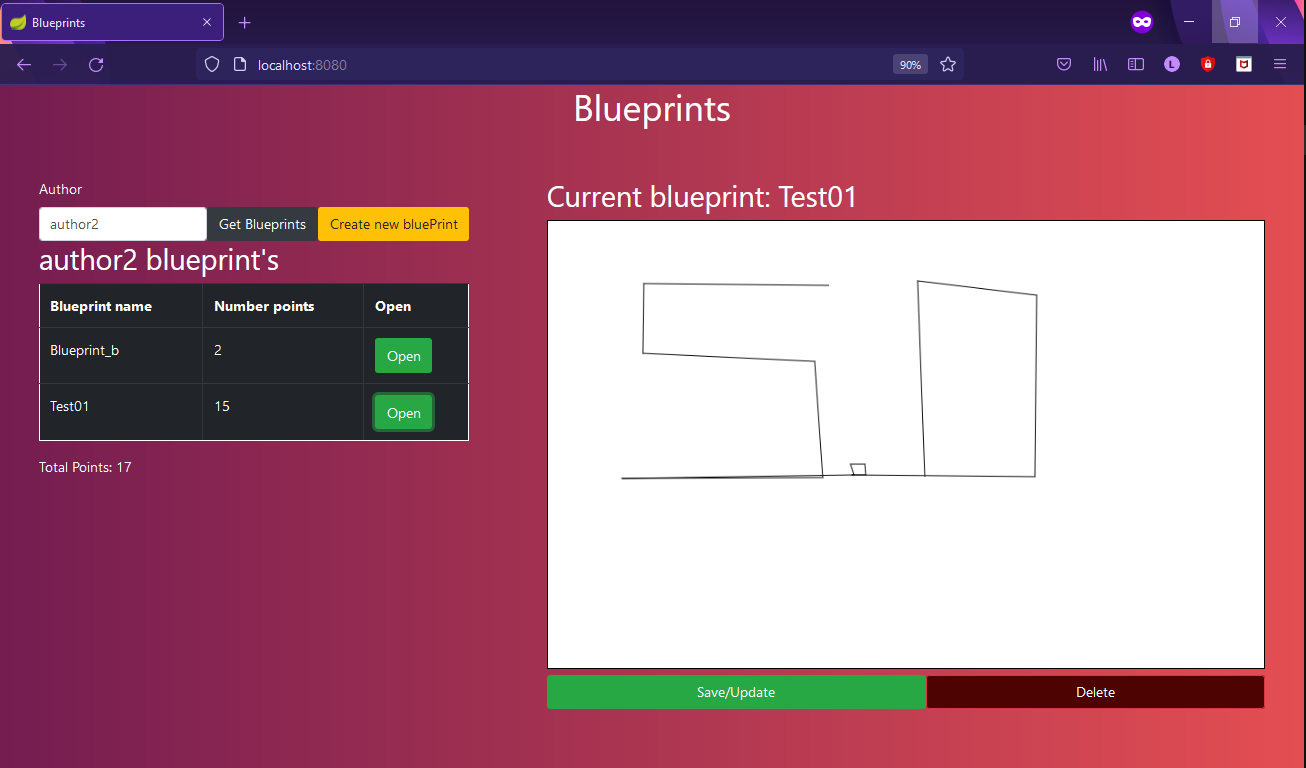 Blueprints
localhost:8080
90%
L
Blueprints
Author
author2
Get Blueprints
Create new bluePrint
author2 blueprint's
Blueprint name Number points Open
Blueprint_b 2 Open
Test01 15 Open
Total Points: 17
Current blueprint: Test01
Save/Update
Delete